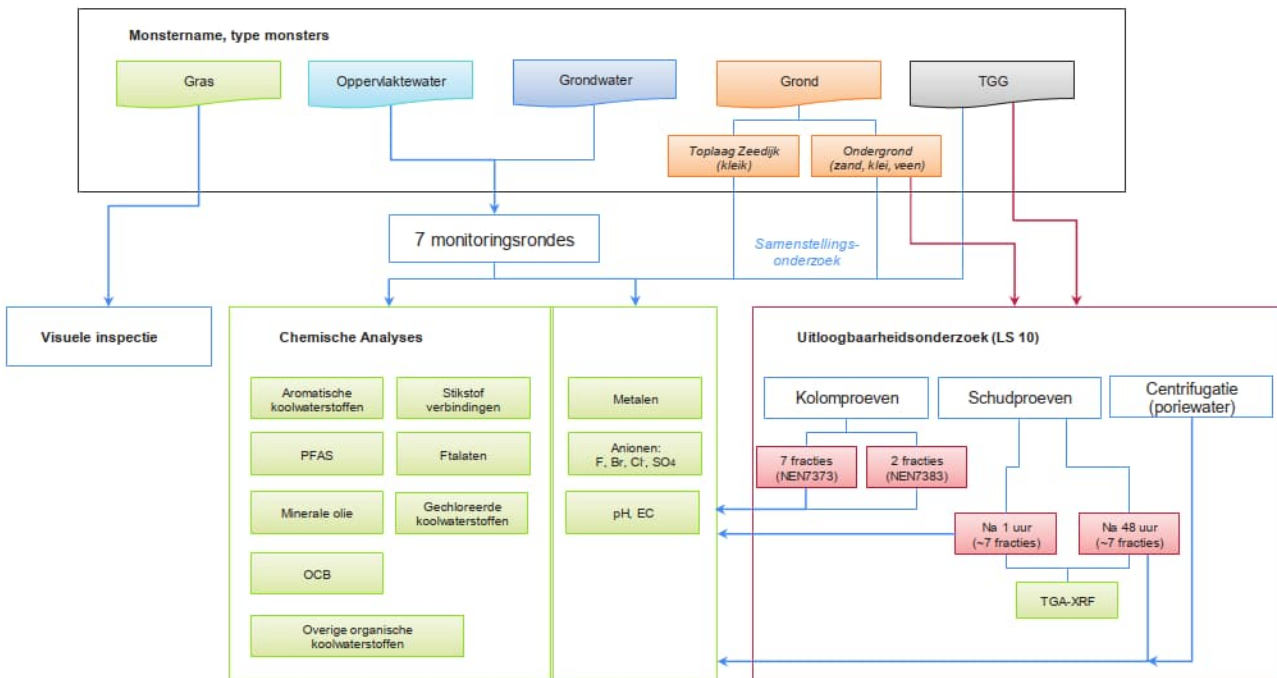 Monstername, type monsters
Gras
Oppervlaktewater
Grondwater
Grond
TGG
Toplaag Zeedijk
(kleik)
Ondergrond
(zand, klei, veen)
7 monitoringsrondes
Samenstellings-
onderzoek
Visuele inspectie
Chemische Analyses
Aromatische
koolwaterstoffen
Stikstof
verbindingen
PFAS
Ftalaten
Minerale olie
Gechloreerde
koolwaterstoffen
OCB
Overige organische
koolwaterstoffen
Metalen
Anionen:
F, Br, Cl, SO4
pH, EC
Uitloogbaarheidsonderzoek (LS 10)
Kolomproeven
Schudproeven
Centrifugatie
(poriewater)
7 fracties
(NEN7373)
2 fracties
(NEN7383)
Na 1 uur
(~7 fracties)
Na 48 uur
(~7 fracties)
TGA-XRF